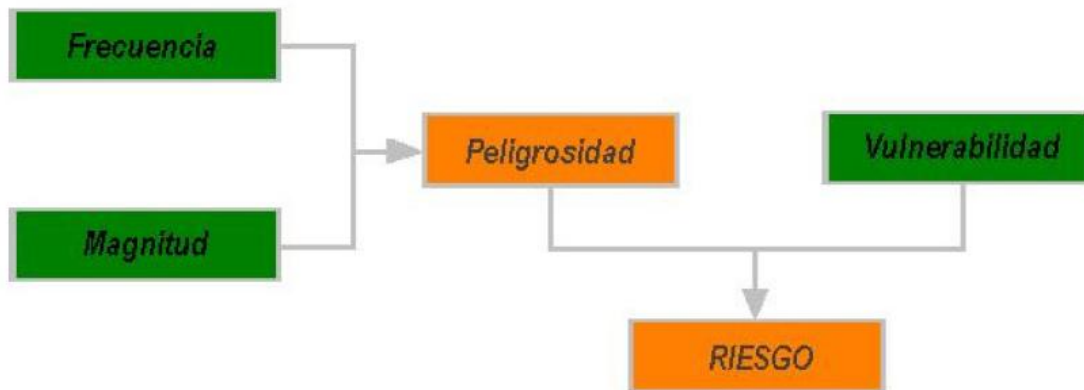 Frecuencia
Magnitud
Peligrosidad
Vulnerabilidad
RIESGO